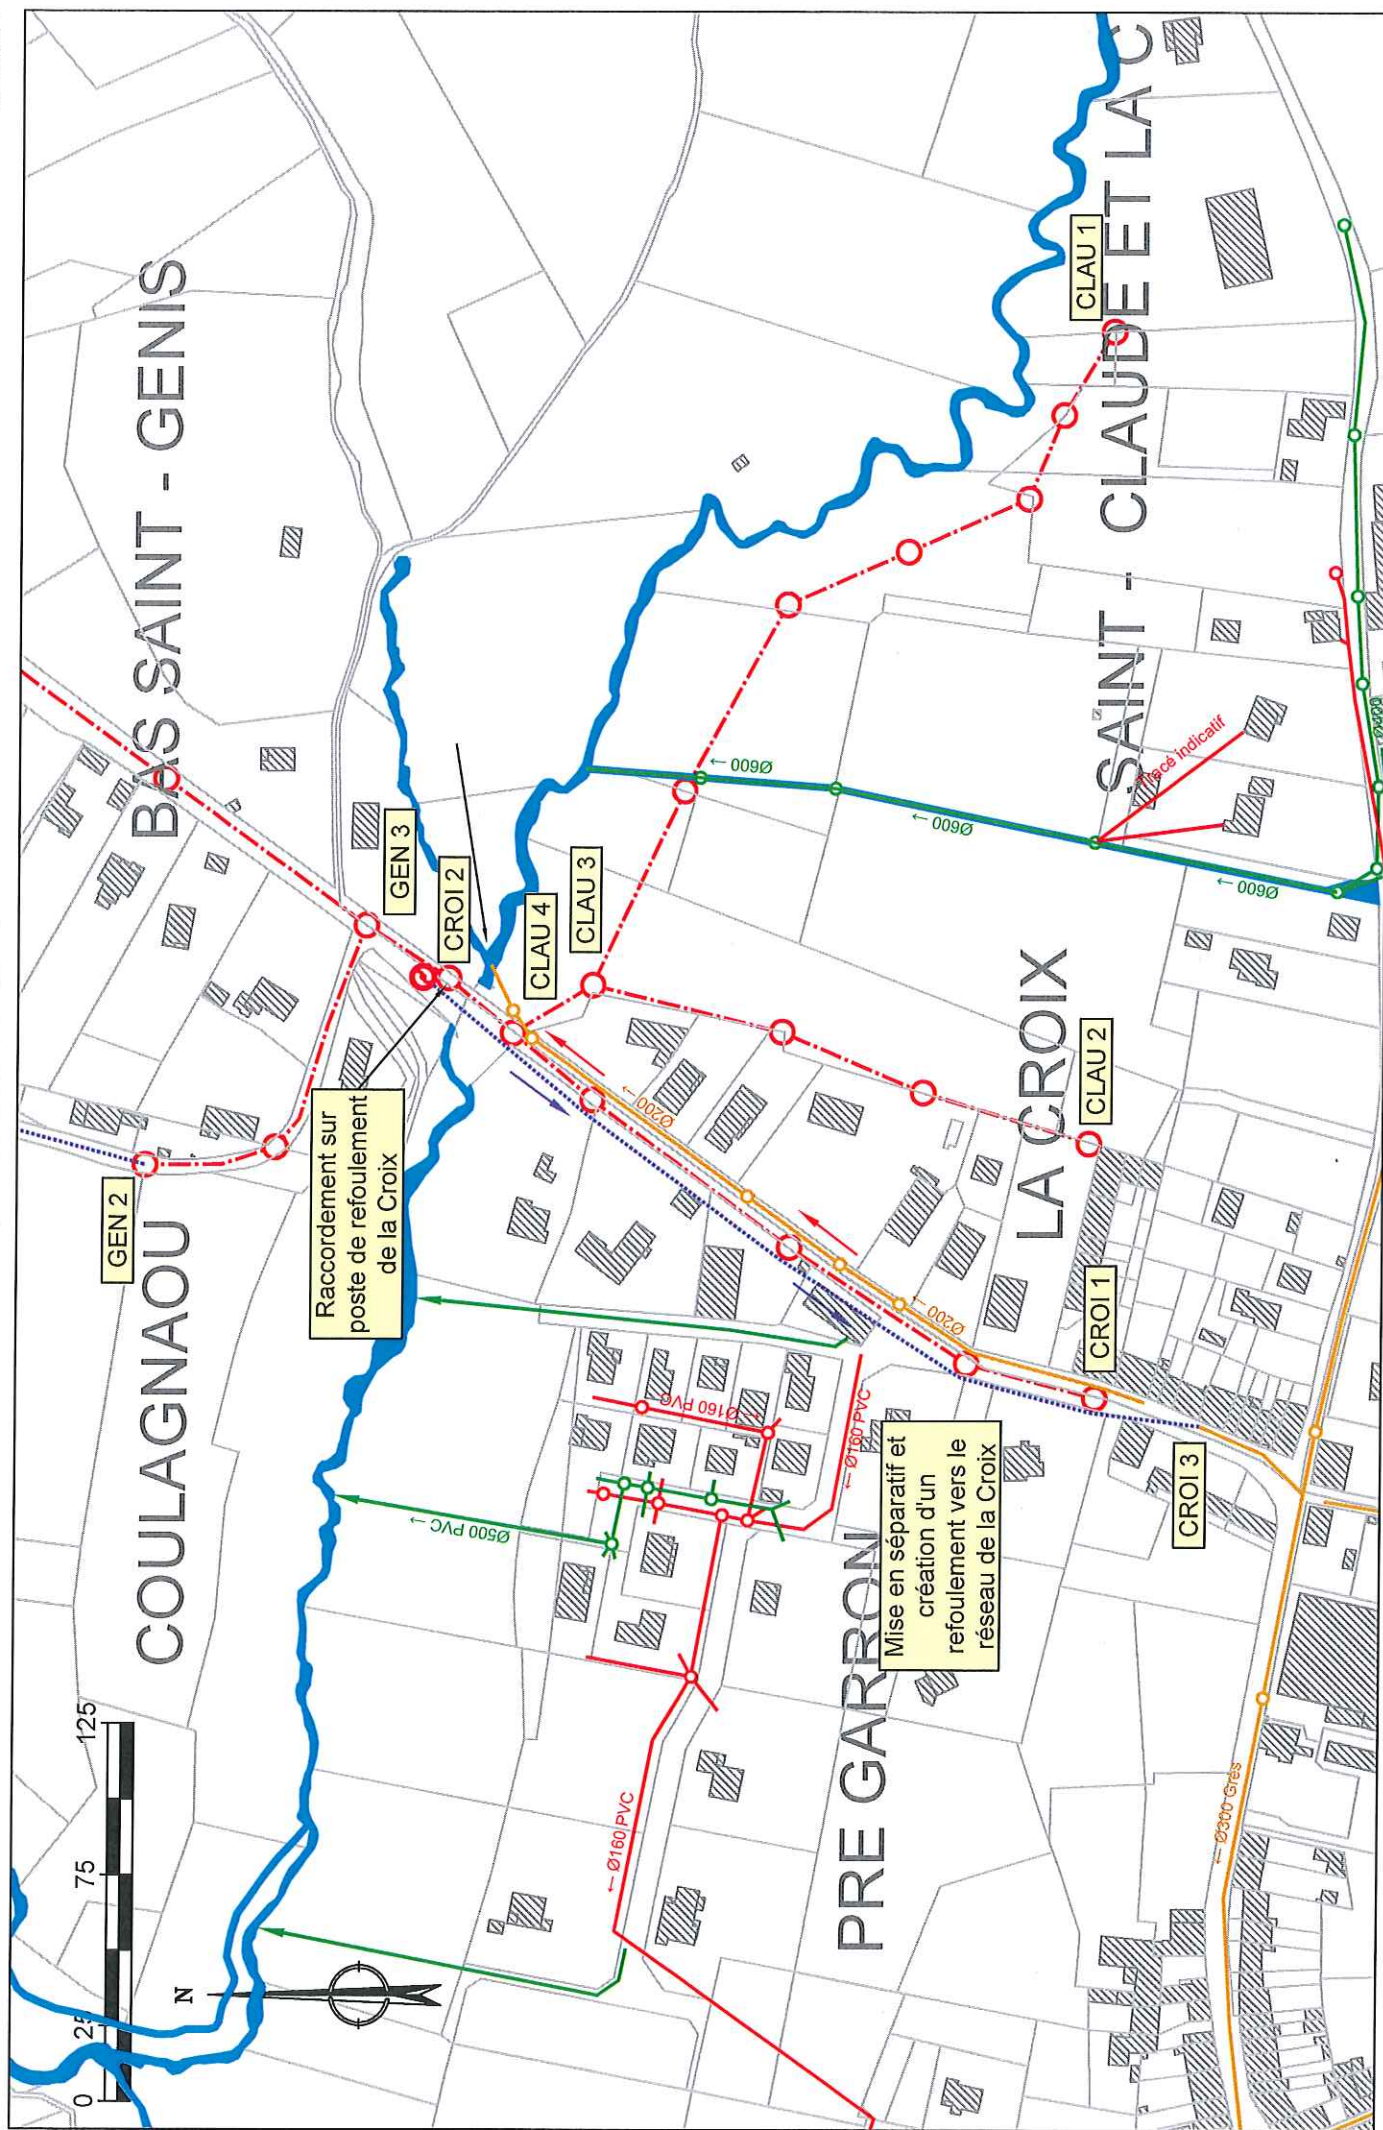 BAS SAINT - GENIS
COULAGNAOU
PRE GARRON
LA CROIX
SAINT - CLAUDE ET LA C
GEN 2
GEN 3
CROI 2
CLAU 4
CLAU 3
CLAU 1
CLAU 2
CROI 1
CROI 3
Raccordement sur
poste de refoulement
de la Croix
Mise en séparatif et
création d'un
refoulement vers le
réseau de la Croix
Tracé indicatif
Ø600 →
Ø600 →
Ø600 →
Ø200 →
Ø200 →
← Ø160 PVC
← Ø160 PVC
← Ø160 PVC
Ø500 PVC →
← Ø300 Grès
N
0
25
75
125